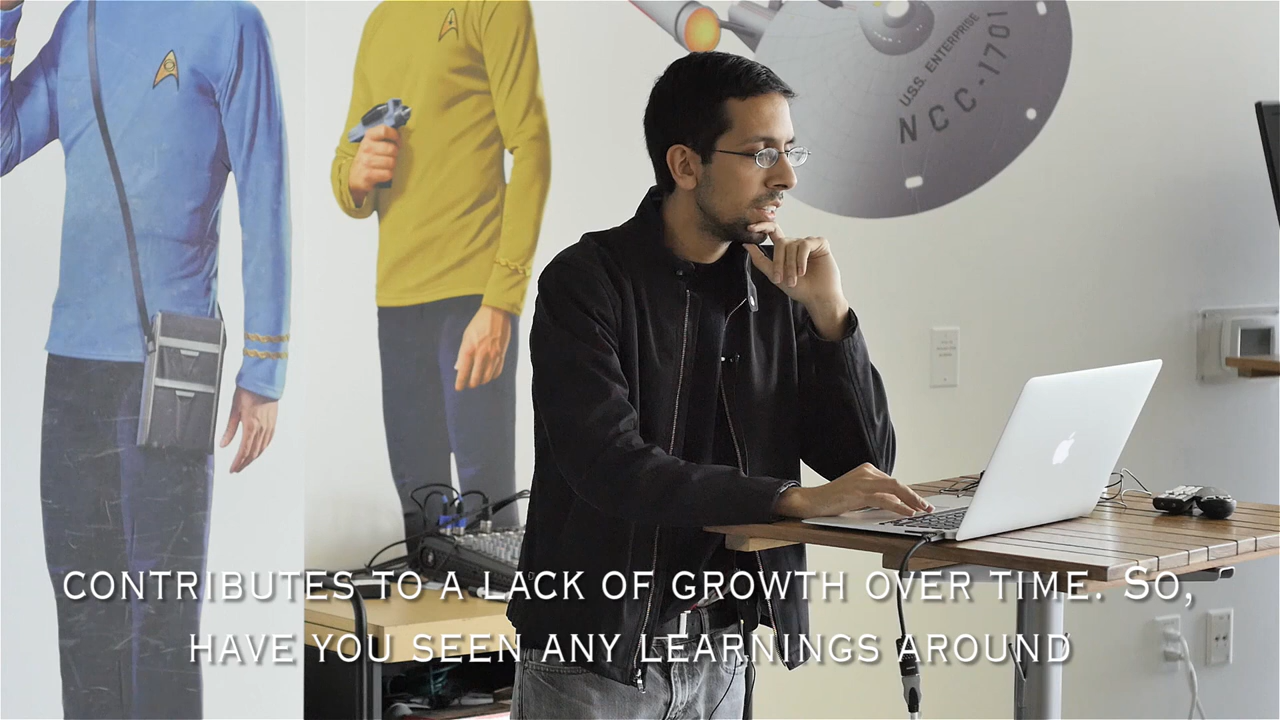 U.S.S. ENTERPRISE
NCC-1701
CONTRIBUTES TO A LACK OF GROWTH OVER TIME. SO,
HAVE YOU SEEN ANY LEARNINGS AROUND